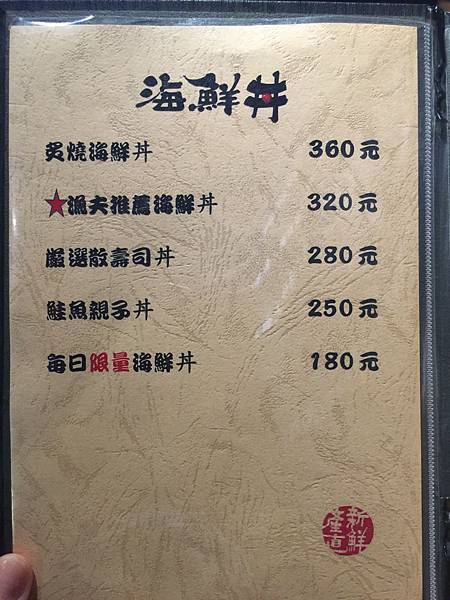 海鮮丼
炙燒海鮮丼 360元
★漁夫推薦海鮮丼 320元
嚴選散壽司丼 280元
鮭魚親子丼 250元
每日限量海鮮丼 180元
新鮮
產直